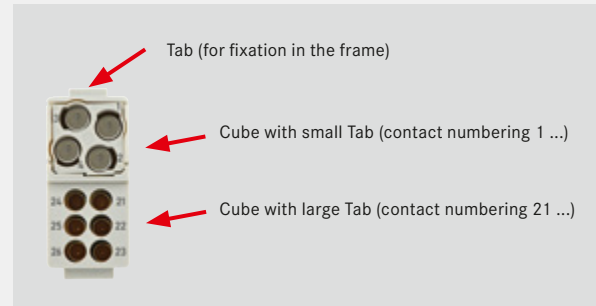 Tab (for fixation in the frame)
Cube with small Tab (contact numbering 1 ...)
Cube with large Tab (contact numbering 21 ...)
24 21
25 22
26 23